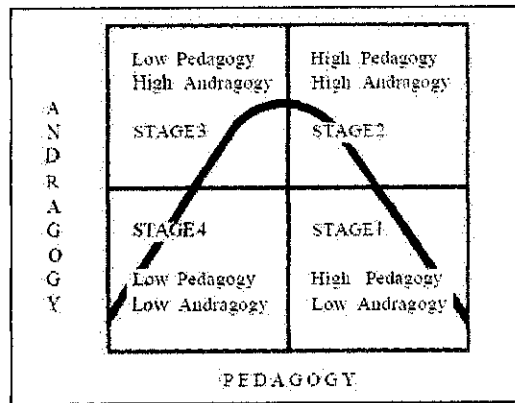 Low Pedagogy
High Andragogy
STAGE3
High Pedagogy
High Andragogy
STAGE2
STAGE4
Low Pedagogy
Low Andragogy
STAGE1
High Pedagogy
Low Andragogy
ANDRAGOGY
PEDAGOGY